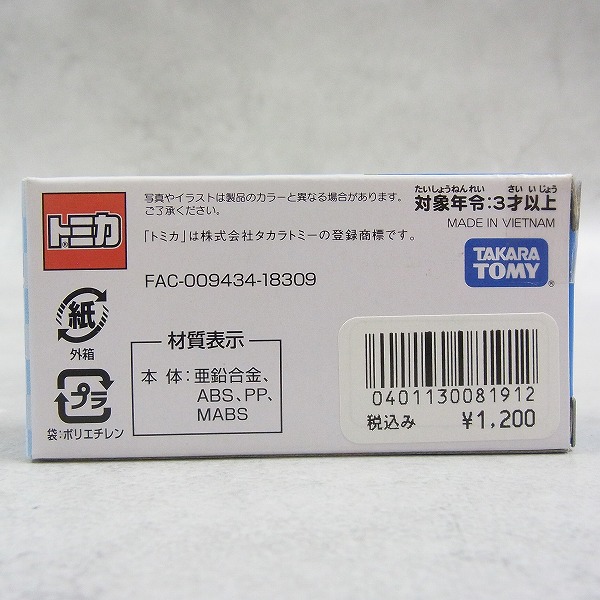 トミカ®
写真やイラストは製品のカラーと異なる場合があります。
ご了承ください。
「トミカ」は株式会社タカラトミーの登録商標です。
FAC-009434-18309
たいしょうねんれい さい いじょう
対象年令:3才以上
MADE IN VIETNAM
TAKARA
TOMY®
紙
外箱
プラ
袋:ポリエチレン
材質表示
本 体:亜鉛合金、
ABS、PP、
MABS
0401130081912
税込み ¥1,200